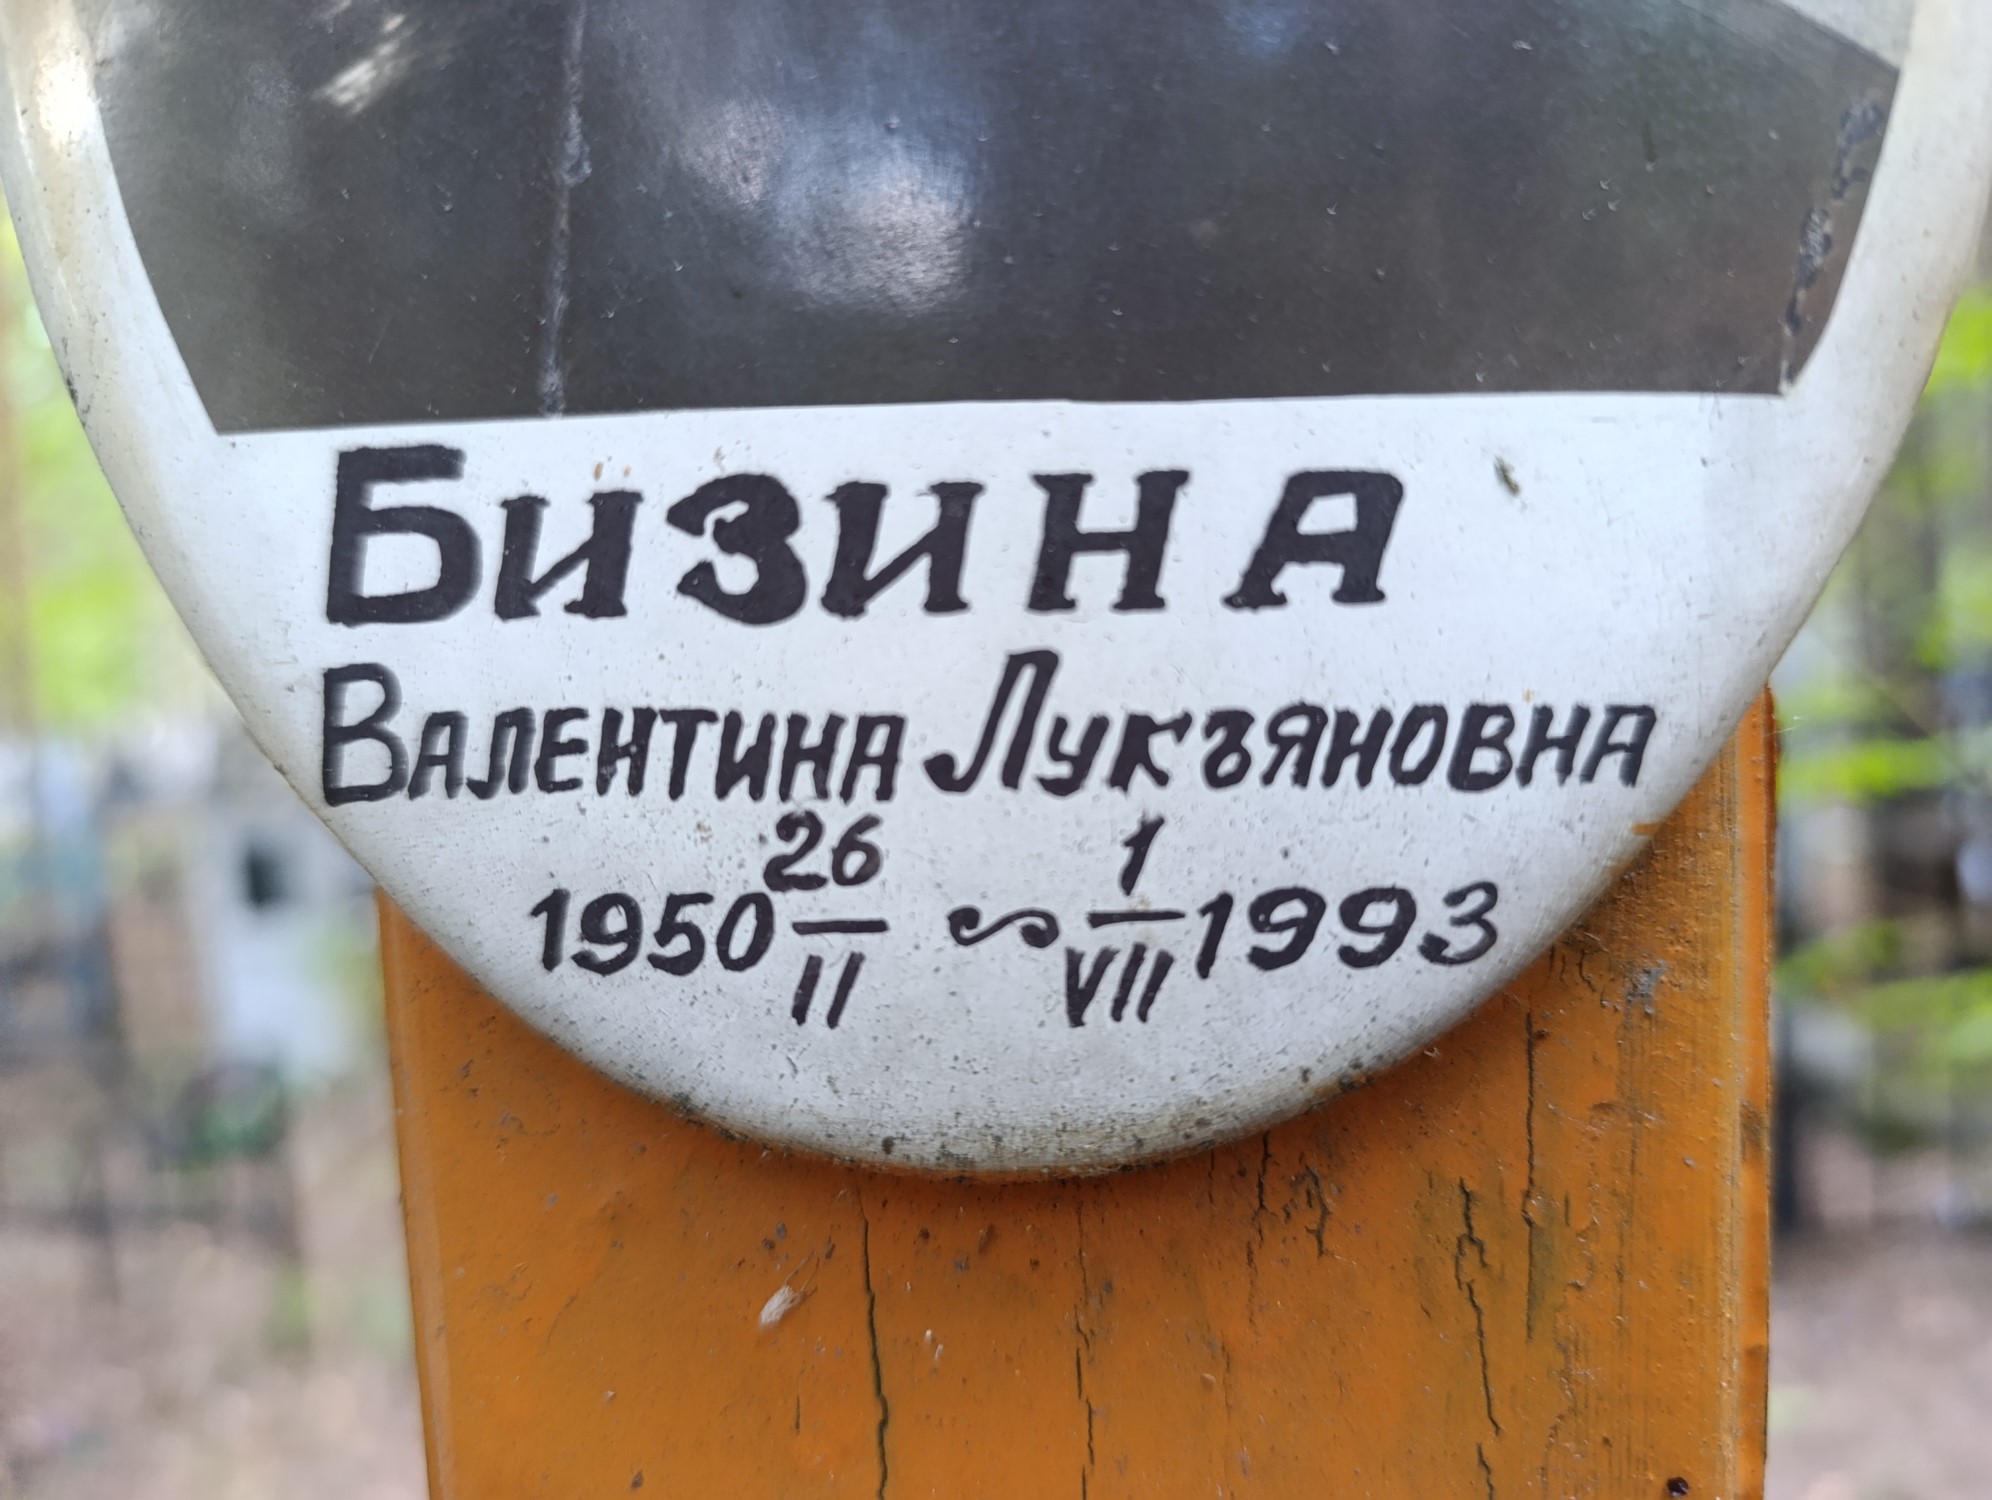 БИЗИНА
ВАЛЕНТИНА ЛУКЪЯНОВНА
1950 26/II ~ 1/VII 1993